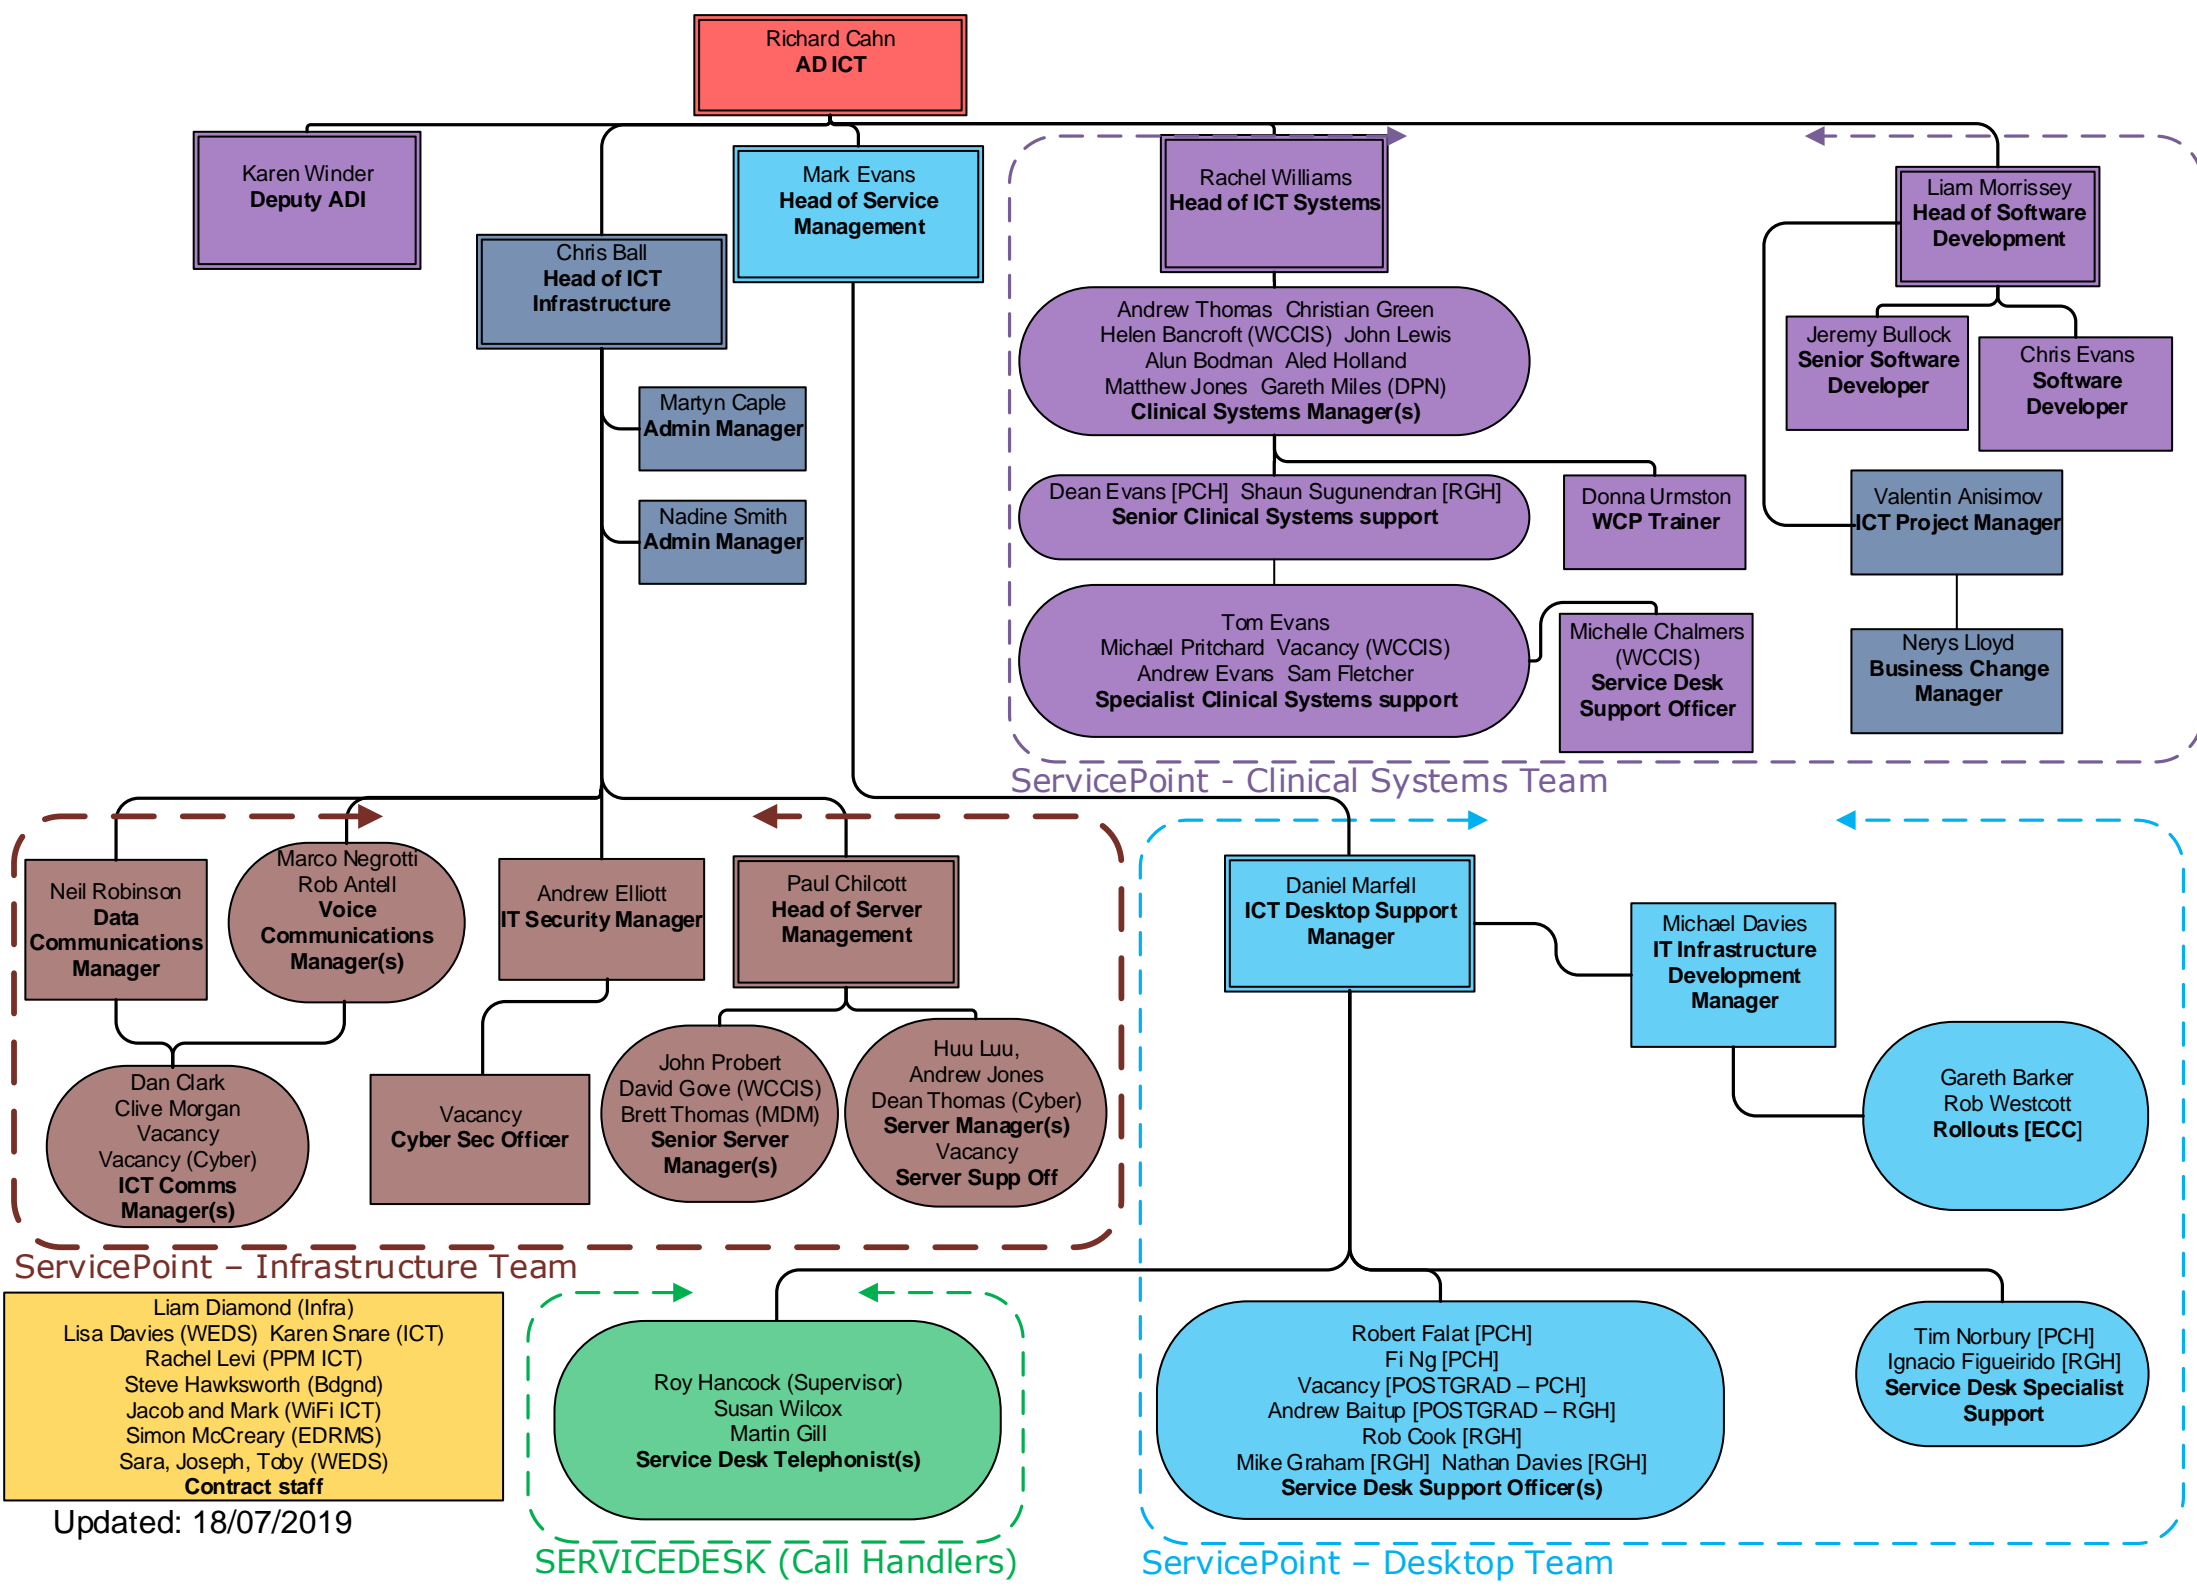 Richard Cahn
AD ICT
Karen Winder
Deputy ADI
Mark Evans
Head of Service
Management
Rachel Williams
Head of ICT Systems
Liam Morrissey
Head of Software
Development
Chris Ball
Head of ICT
Infrastructure
Martyn Caple
Admin Manager
Nadine Smith
Admin Manager
Andrew Thomas  Christian Green
Helen Bancroft (WCCIS)  John Lewis
Alun Bodman  Aled Holland
Matthew Jones  Gareth Miles (DPN)
Clinical Systems Manager(s)
Jeremy Bullock
Senior Software
Developer
Chris Evans
Software
Developer
Dean Evans [PCH]  Shaun Sugunendran [RGH]
Senior Clinical Systems support
Donna Urmston
WCP Trainer
Valentin Anisimov
ICT Project Manager
Tom Evans
Michael Pritchard  Vacancy (WCCIS)
Andrew Evans  Sam Fletcher
Specialist Clinical Systems support
Michelle Chalmers
(WCCIS)
Service Desk
Support Officer
Nerys Lloyd
Business Change
Manager
ServicePoint - Clinical Systems Team
Neil Robinson
Data
Communications
Manager
Marco Negrotti
Rob Antell
Voice
Communications
Manager(s)
Andrew Elliott
IT Security Manager
Paul Chilcott
Head of Server
Management
Daniel Marfell
ICT Desktop Support
Manager
Michael Davies
IT Infrastructure
Development
Manager
Dan Clark
Clive Morgan
Vacancy
Vacancy (Cyber)
ICT Comms
Manager(s)
Vacancy
Cyber Sec Officer
John Probert
David Gove (WCCIS)
Brett Thomas (MDM)
Senior Server
Manager(s)
Huu Luu,
Andrew Jones
Dean Thomas (Cyber)
Server Manager(s)
Vacancy
Server Supp Off
Gareth Barker
Rob Westcott
Rollouts [ECC]
ServicePoint – Infrastructure Team
Liam Diamond (Infra)
Lisa Davies (WEDS)  Karen Snare (ICT)
Rachel Levi (PPM ICT)
Steve Hawksworth (Bdgnd)
Jacob and Mark (WiFi ICT)
Simon McCreary (EDRMS)
Sara, Joseph, Toby (WEDS)
Contract staff
Updated: 18/07/2019
Roy Hancock (Supervisor)
Susan Wilcox
Martin Gill
Service Desk Telephonist(s)
SERVICEDESK (Call Handlers)
Robert Falat [PCH]
Fi Ng [PCH]
Vacancy [POSTGRAD – PCH]
Andrew Baitup [POSTGRAD – RGH]
Rob Cook [RGH]
Mike Graham [RGH]  Nathan Davies [RGH]
Service Desk Support Officer(s)
Tim Norbury [PCH]
Ignacio Figueirido [RGH]
Service Desk Specialist
Support
ServicePoint – Desktop Team